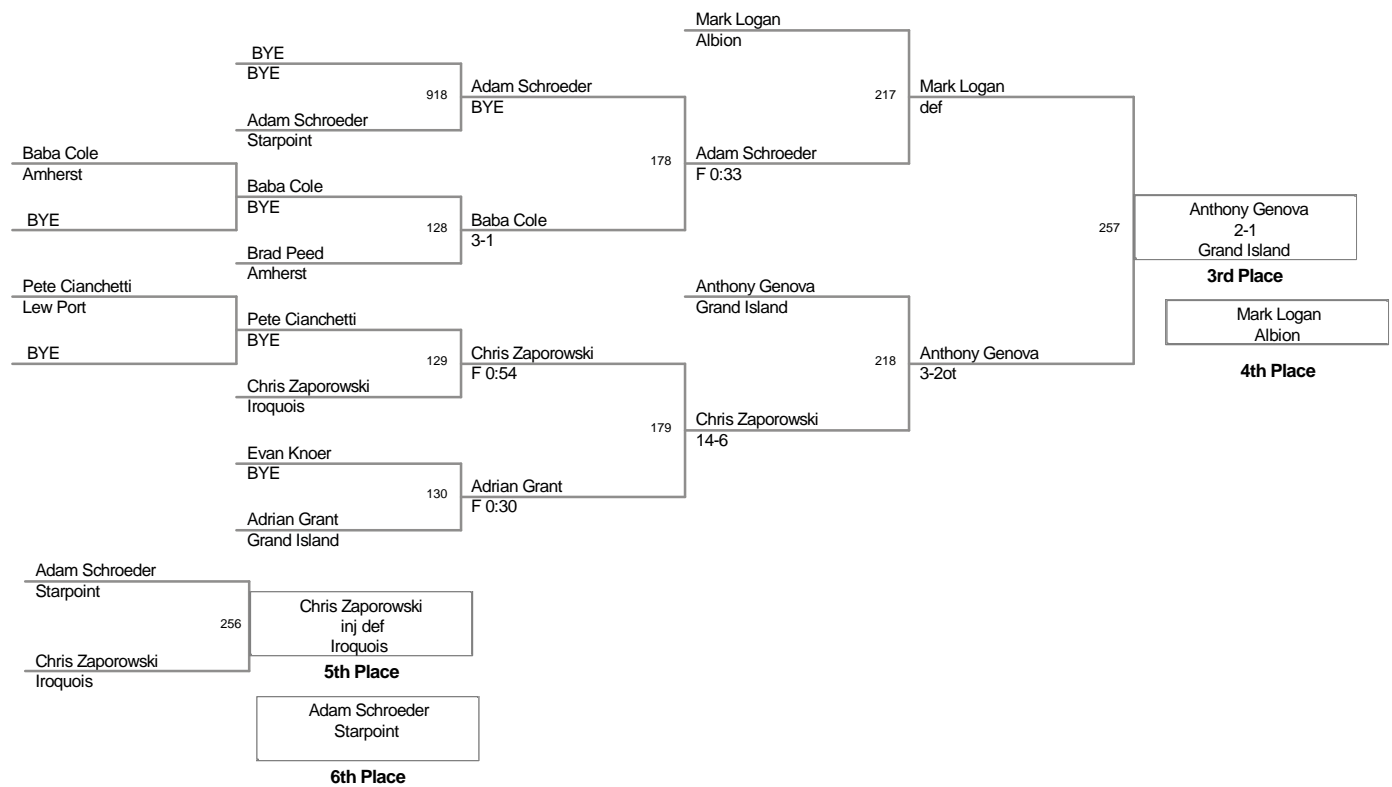 Mark Logan
Albion
BYE
BYE
918
Adam Schroeder
BYE
217
Mark Logan
def
Adam Schroeder
Starpoint
Baba Cole
Amherst
178
Adam Schroeder
F 0:33
Baba Cole
BYE
BYE
128
Baba Cole
3-1
257
Anthony Genova
2-1
Grand Island
3rd Place
Brad Peed
Amherst
Pete Cianchetti
Lew Port
Anthony Genova
Grand Island
Mark Logan
Albion
4th Place
Pete Cianchetti
BYE
BYE
129
Chris Zaporowski
F 0:54
218
Anthony Genova
3-2ot
Chris Zaporowski
Iroquois
179
Chris Zaporowski
14-6
Evan Knoer
BYE
130
Adrian Grant
F 0:30
Adrian Grant
Grand Island
Adam Schroeder
Starpoint
256
Chris Zaporowski
inj def
Iroquois
5th Place
Chris Zaporowski
Iroquois
Adam Schroeder
Starpoint
6th Place